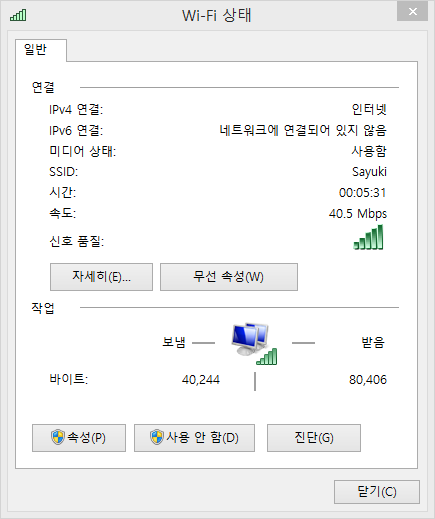 Wi-Fi 상태
일반
연결
IPv4 연결: 인터넷
IPv6 연결: 네트워크에 연결되어 있지 않음
미디어 상태: 사용함
SSID: Sayuki
시간: 00:05:31
속도: 40.5 Mbps
신호 품질:
자세히(E)... 무선 속성(W)
작업
보냄 받음
바이트: 40,244 80,406
속성(P) 사용 안 함(D) 진단(G)
닫기(C)